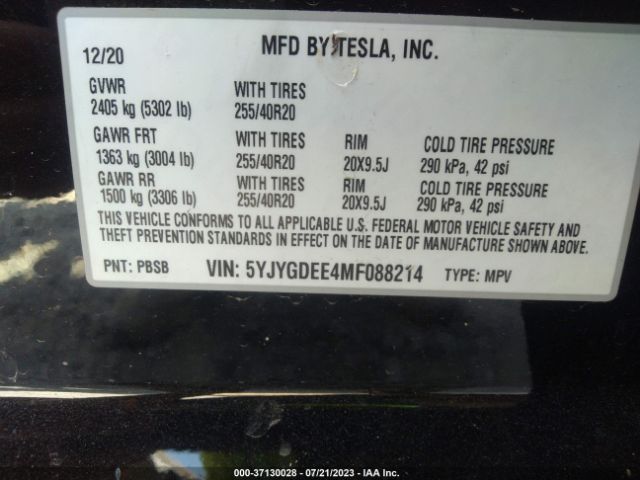 12/20 MFD BY TESLA, INC.
GVWR WITH TIRES
2405 kg (5302 lb) 255/40R20
GAWR FRT WITH TIRES RIM COLD TIRE PRESSURE
1363 kg (3004 lb) 255/40R20 20X9.5J 290 kPa, 42 psi
GAWR RR WITH TIRES RIM COLD TIRE PRESSURE
1500 kg (3306 lb) 255/40R20 20X9.5J 290 kPa, 42 psi
THIS VEHICLE CONFORMS TO ALL APPLICABLE U.S. FEDERAL MOTOR VEHICLE SAFETY AND
THEFT PREVENTION STANDARDS IN EFFECT ON THE DATE OF MANUFACTURE SHOWN ABOVE.
PNT: PBSB VIN: 5YJYGDEE4MF088214 TYPE: MPV
000-37130028 - 07/21/2023 - IAA Inc.